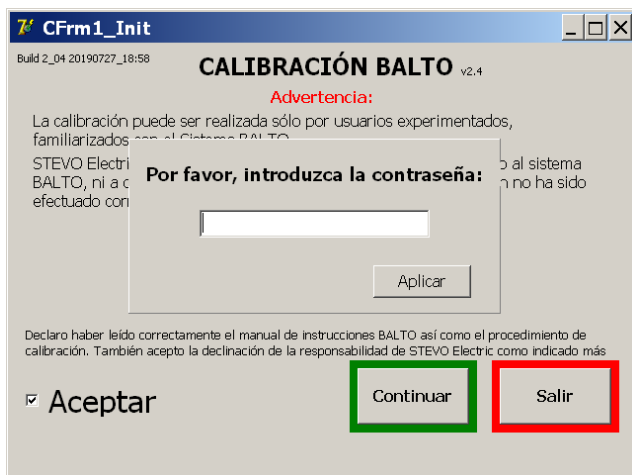 CFrm1_Init
Build 2_04 20190727_18:58
CALIBRACIÓN BALTO v2.4
Advertencia:
La calibración puede ser realizada sólo por usuarios experimentados,
familiarizados
STEVO Electri o al sistema
BALTO, ni a n no ha sido
efectuado
Por favor, introduzca la contraseña:
Aplicar
Declaro haber leído correctamente el manual de instrucciones BALTO así como el procedimiento de
calibración. También acepto la declinación de la responsabilidad de STEVO Electric como indicado más
Aceptar
Continuar
Salir